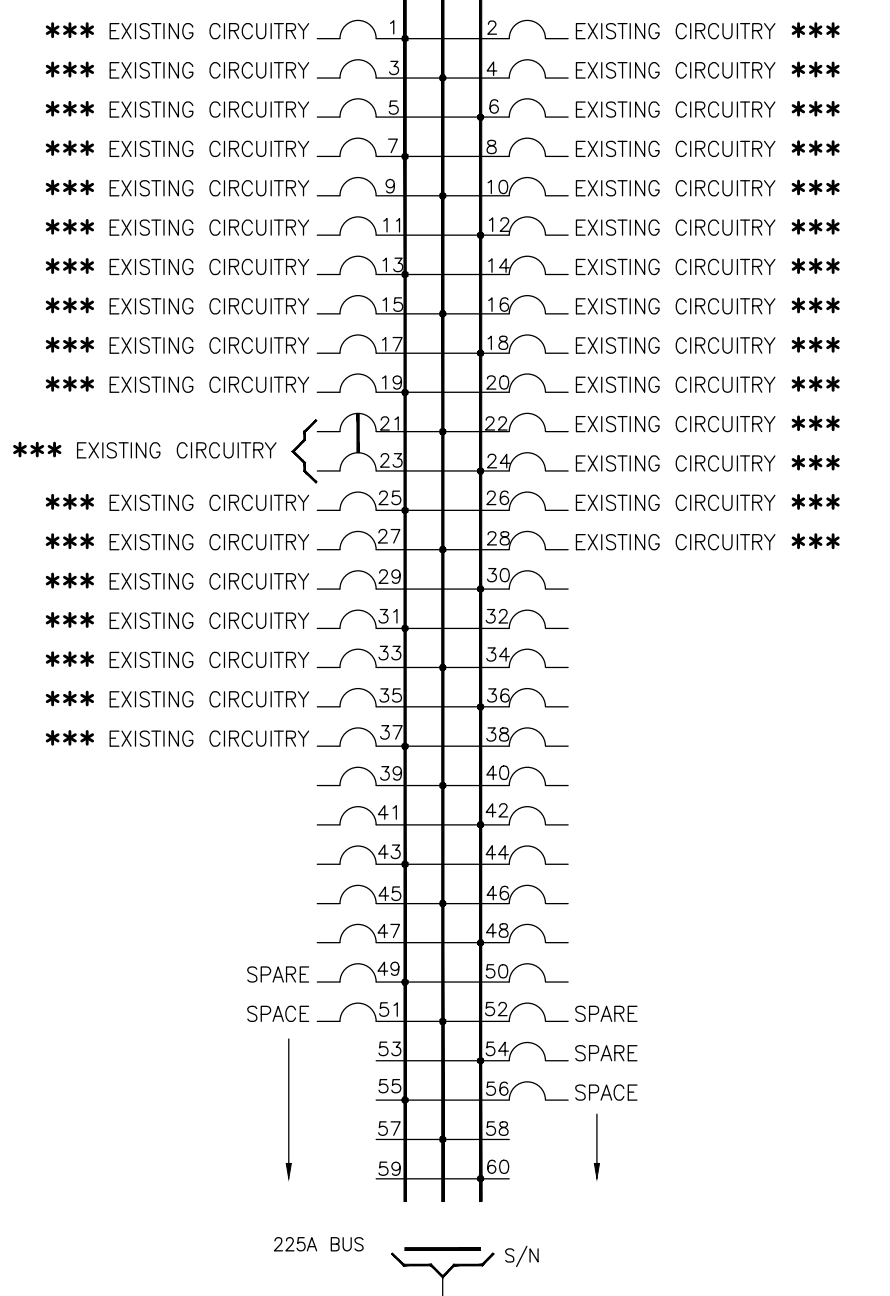 *** EXISTING CIRCUITRY 1 2 EXISTING CIRCUITRY ***
*** EXISTING CIRCUITRY 3 4 EXISTING CIRCUITRY ***
*** EXISTING CIRCUITRY 5 6 EXISTING CIRCUITRY ***
*** EXISTING CIRCUITRY 7 8 EXISTING CIRCUITRY ***
*** EXISTING CIRCUITRY 9 10 EXISTING CIRCUITRY ***
*** EXISTING CIRCUITRY 11 12 EXISTING CIRCUITRY ***
*** EXISTING CIRCUITRY 13 14 EXISTING CIRCUITRY ***
*** EXISTING CIRCUITRY 15 16 EXISTING CIRCUITRY ***
*** EXISTING CIRCUITRY 17 18 EXISTING CIRCUITRY ***
*** EXISTING CIRCUITRY 19 20 EXISTING CIRCUITRY ***
21 22 EXISTING CIRCUITRY ***
*** EXISTING CIRCUITRY
23 24 EXISTING CIRCUITRY ***
*** EXISTING CIRCUITRY 25 26 EXISTING CIRCUITRY ***
*** EXISTING CIRCUITRY 27 28 EXISTING CIRCUITRY ***
*** EXISTING CIRCUITRY 29 30
*** EXISTING CIRCUITRY 31 32
*** EXISTING CIRCUITRY 33 34
*** EXISTING CIRCUITRY 35 36
*** EXISTING CIRCUITRY 37 38
39 40
41 42
43 44
45 46
47 48
SPARE 49 50
SPACE 51 52 SPARE
53 54 SPARE
55 56 SPACE
57 58
59 60
225A BUS S/N